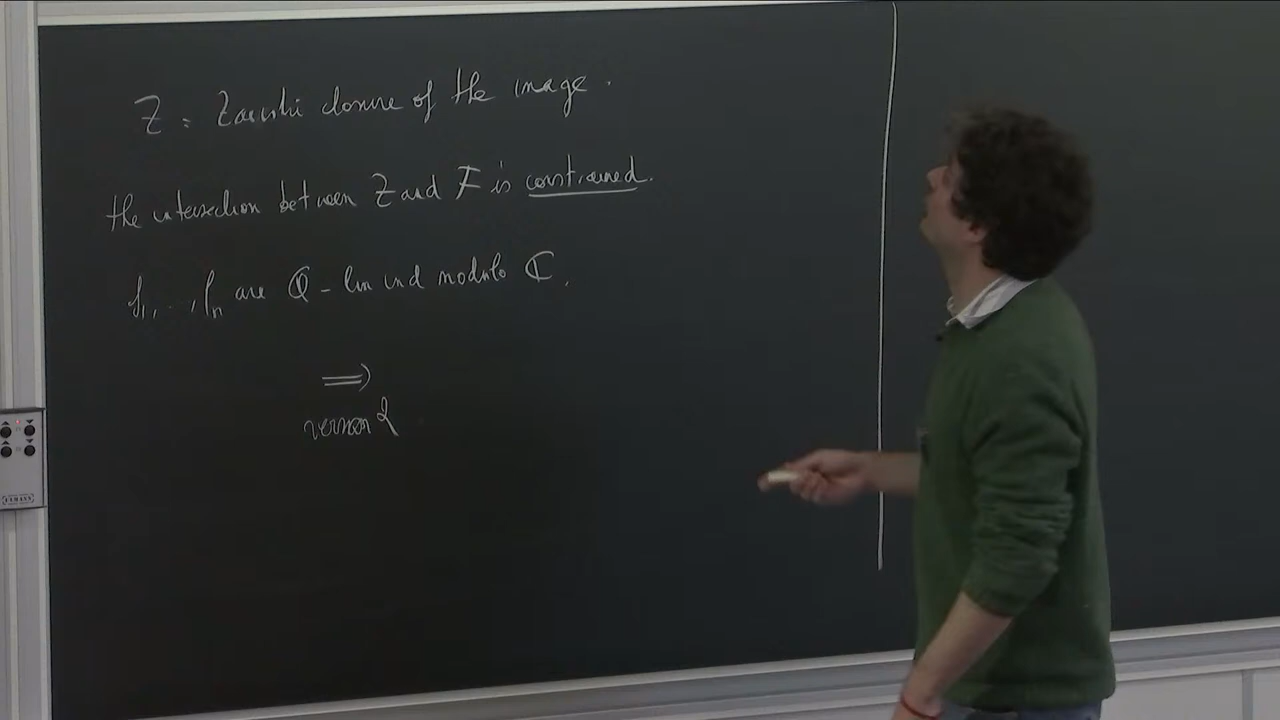 Z = Zariski closure of the image.
the intersection between Z and F is constrained.
f₁, ..., fₙ are ℚ-lin ind modulo ℂ,
⟹
version 2